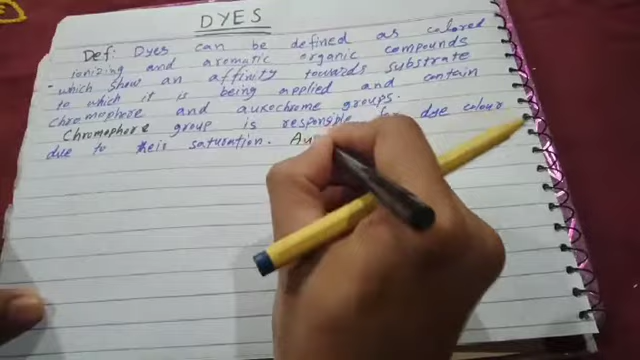 DYES
Def: Dyes can be defined as colored
ionizing and aromatic organic compounds
which show an affinity towards substrate
to which it is being applied and contain
chromophore and auxochrome groups.
Chromophore group is responsible for dye colour
due to their saturation. Au